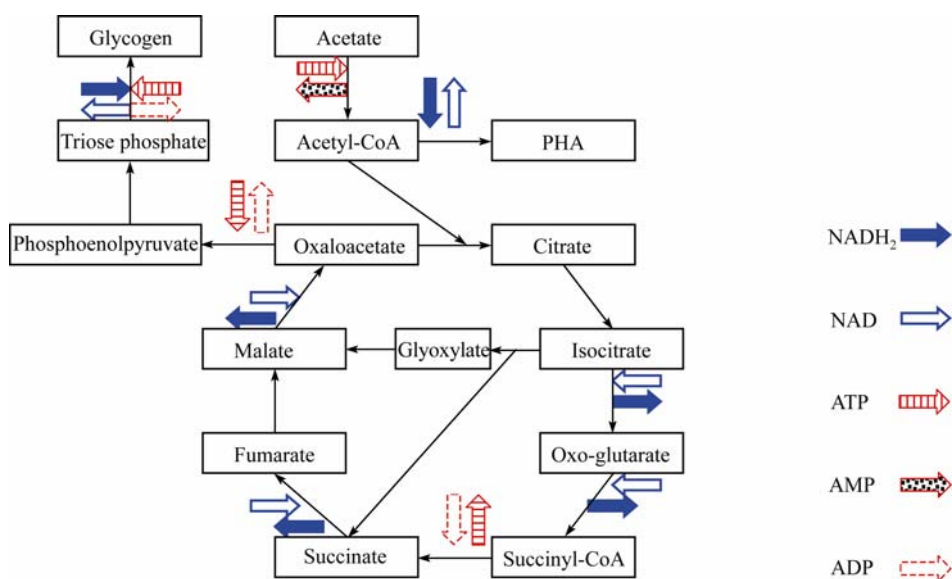 Glycogen
Acetate
Triose phosphate
Acetyl-CoA
PHA
Phosphoenolpyruvate
Oxaloacetate
Citrate
NADH₂
NAD
Malate
Glyoxylate
Isocitrate
ATP
Fumarate
Oxo-glutarate
AMP
Succinate
Succinyl-CoA
ADP